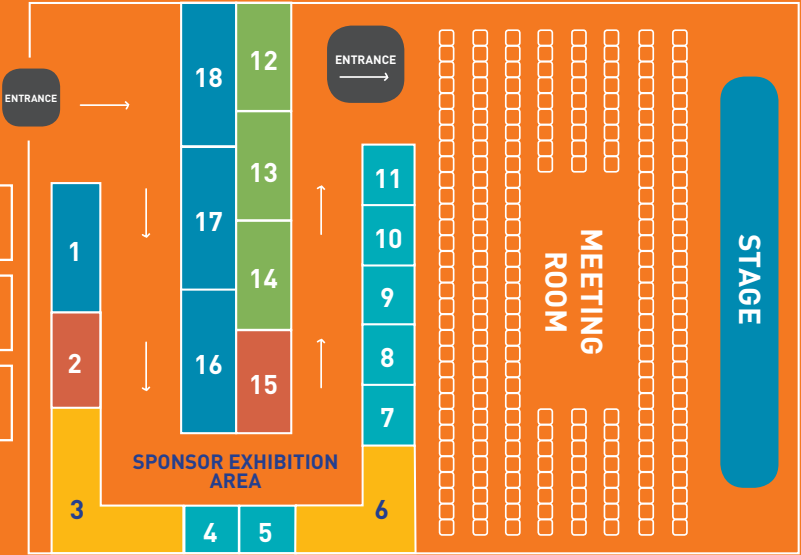 ENTRANCE
18
12
ENTRANCE
13
17
14
16
15
1
2
3
11
10
9
8
7
SPONSOR EXHIBITION
AREA
4
5
6
MEETING
ROOM
STAGE